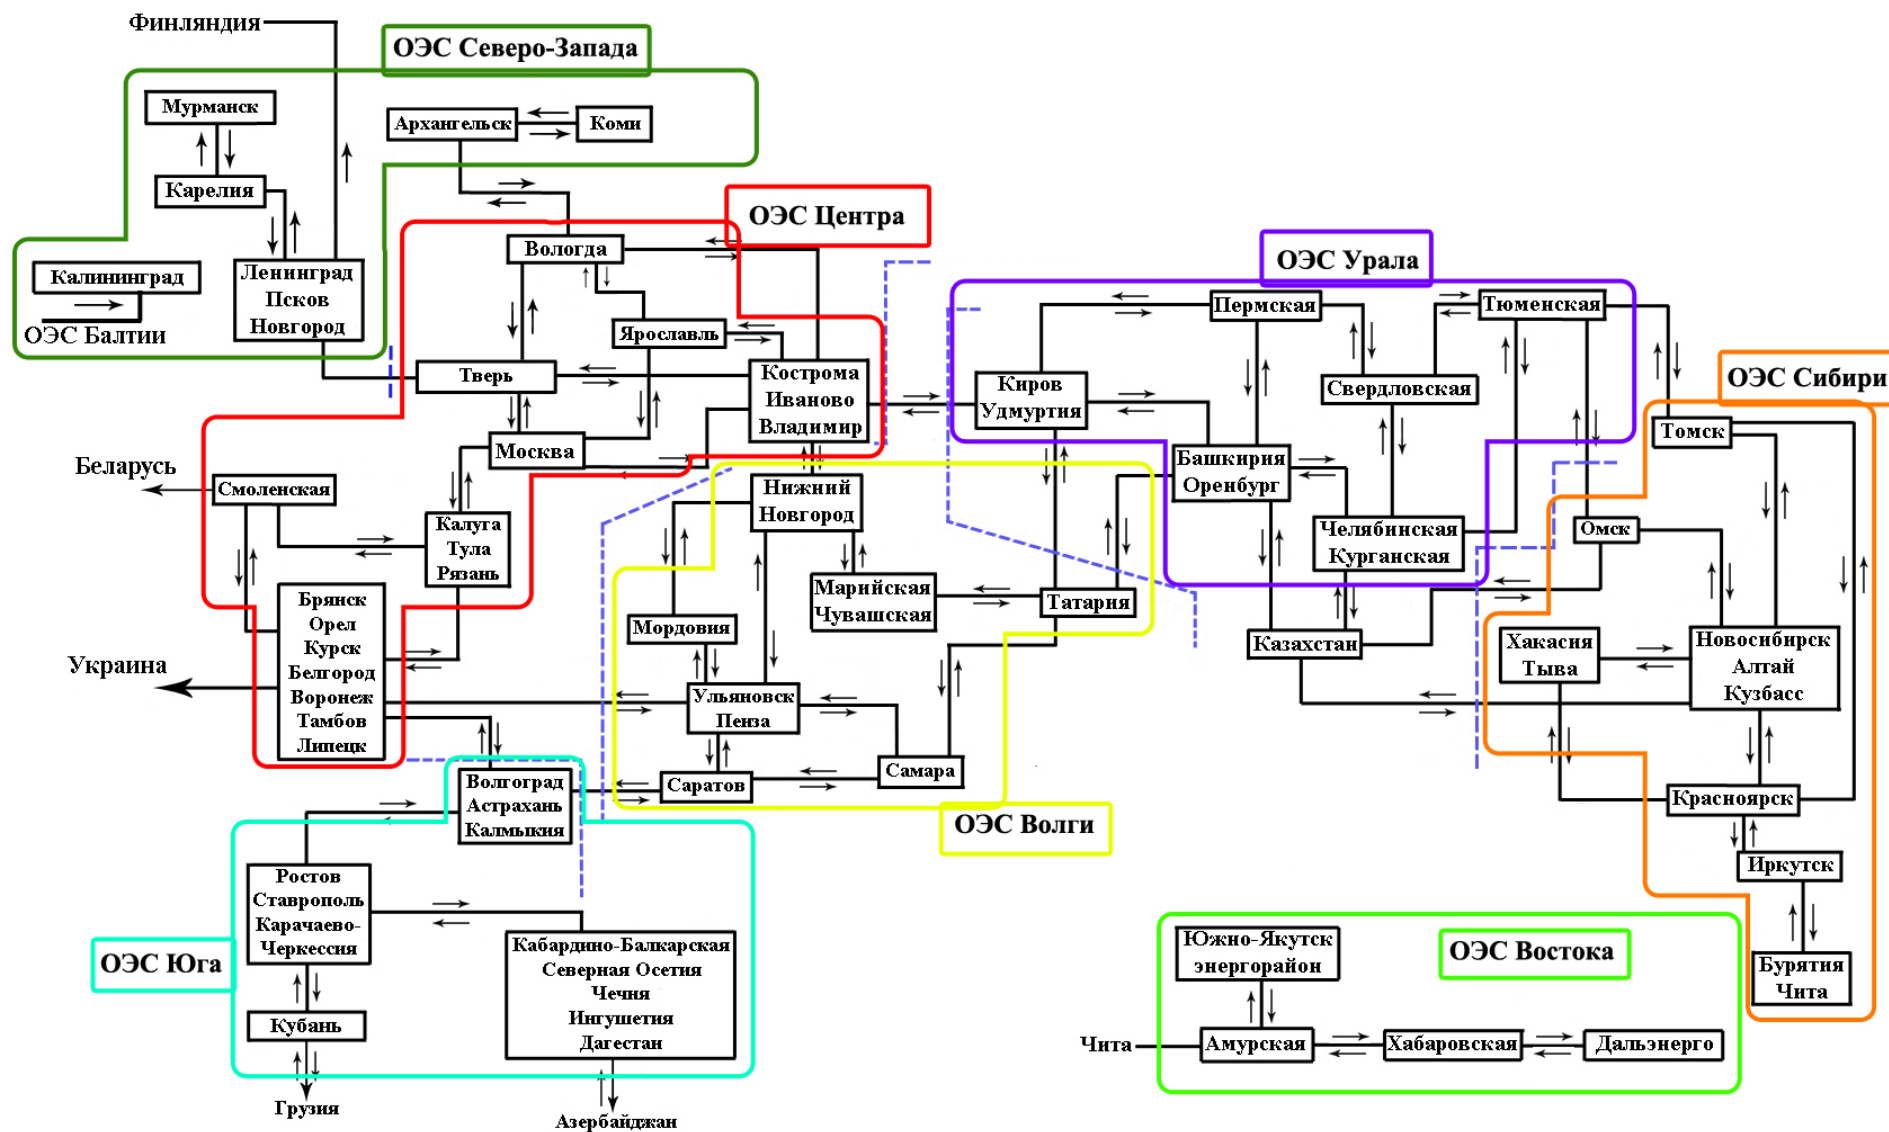 Финляндия
ОЭС Северо-Запада
Мурманск
Архангельск
Коми
Карелия
Калининград
ОЭС Балтии
Ленинград
Псков
Новгород
ОЭС Центра
Вологда
Ярославль
Тверь
Кострома
Иваново
Владимир
Москва
Беларусь
Смоленская
Калуга
Тула
Рязань
Украина
Брянск
Орел
Курск
Белгород
Воронеж
Тамбов
Липецк
ОЭС Урала
Пермская
Тюменская
Киров
Удмуртия
Свердловская
Башкирия
Оренбург
Челябинская
Курганская
Казахстан
ОЭС Сибири
Томск
Омск
Хакасия
Тыва
Новосибирск
Алтай
Кузбасс
Красноярск
Иркутск
Бурятия
Чита
Нижний
Новгород
Марийская
Чувашская
Татария
Мордовия
Ульяновск
Пенза
Саратов
Самара
ОЭС Волги
Волгоград
Астрахань
Калмыкия
Ростов
Ставрополь
Карачаево-
Черкессия
ОЭС Юга
Кабардино-Балкарская
Северная Осетия
Чечня
Ингушетия
Дагестан
Кубань
Грузия
Азербайджан
Южно-Якутск
энергорайон
ОЭС Востока
Чита
Амурская
Хабаровская
Дальэнерго